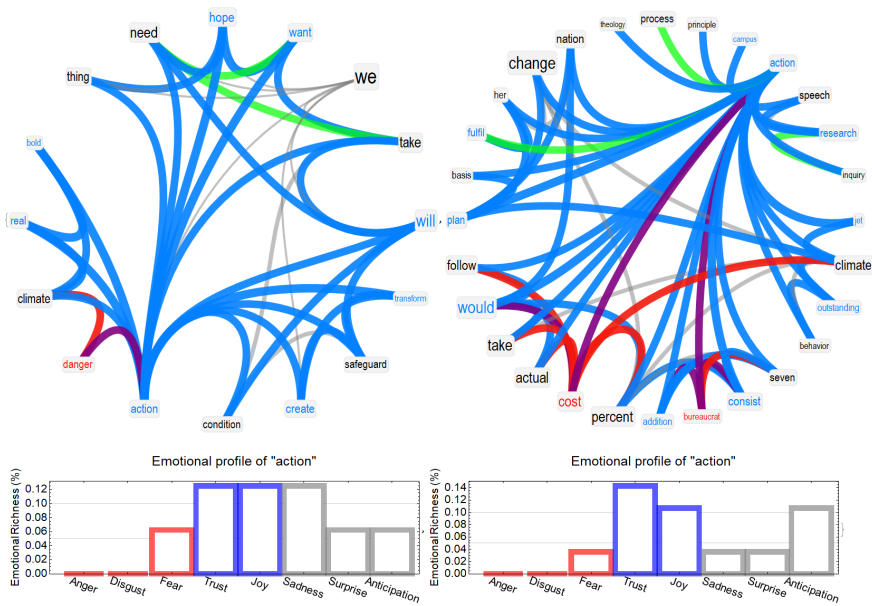 hope
need
want
thing
we
bold
take
real
will
,
climate
transform
danger
safeguard
action
create
condition
theology
process
principle
campus
nation
change
action
her
speech
fulfil
research
basis
inquiry
plan
jet
follow
climate
would
outstanding
take
behavior
actual
seven
cost
percent
addition
bureaucrat
consist
Emotional profile of "action"
Emotional Richness (%)
0.12
0.10
0.08
0.06
0.04
0.02
0.00
Anger
Disgust
Fear
Trust
Joy
Sadness
Surprise
Anticipation
Emotional profile of "action"
Emotional Richness (%)
0.14
0.12
0.10
0.08
0.06
0.04
0.02
0.00
Anger
Disgust
Fear
Trust
Joy
Sadness
Surprise
Anticipation